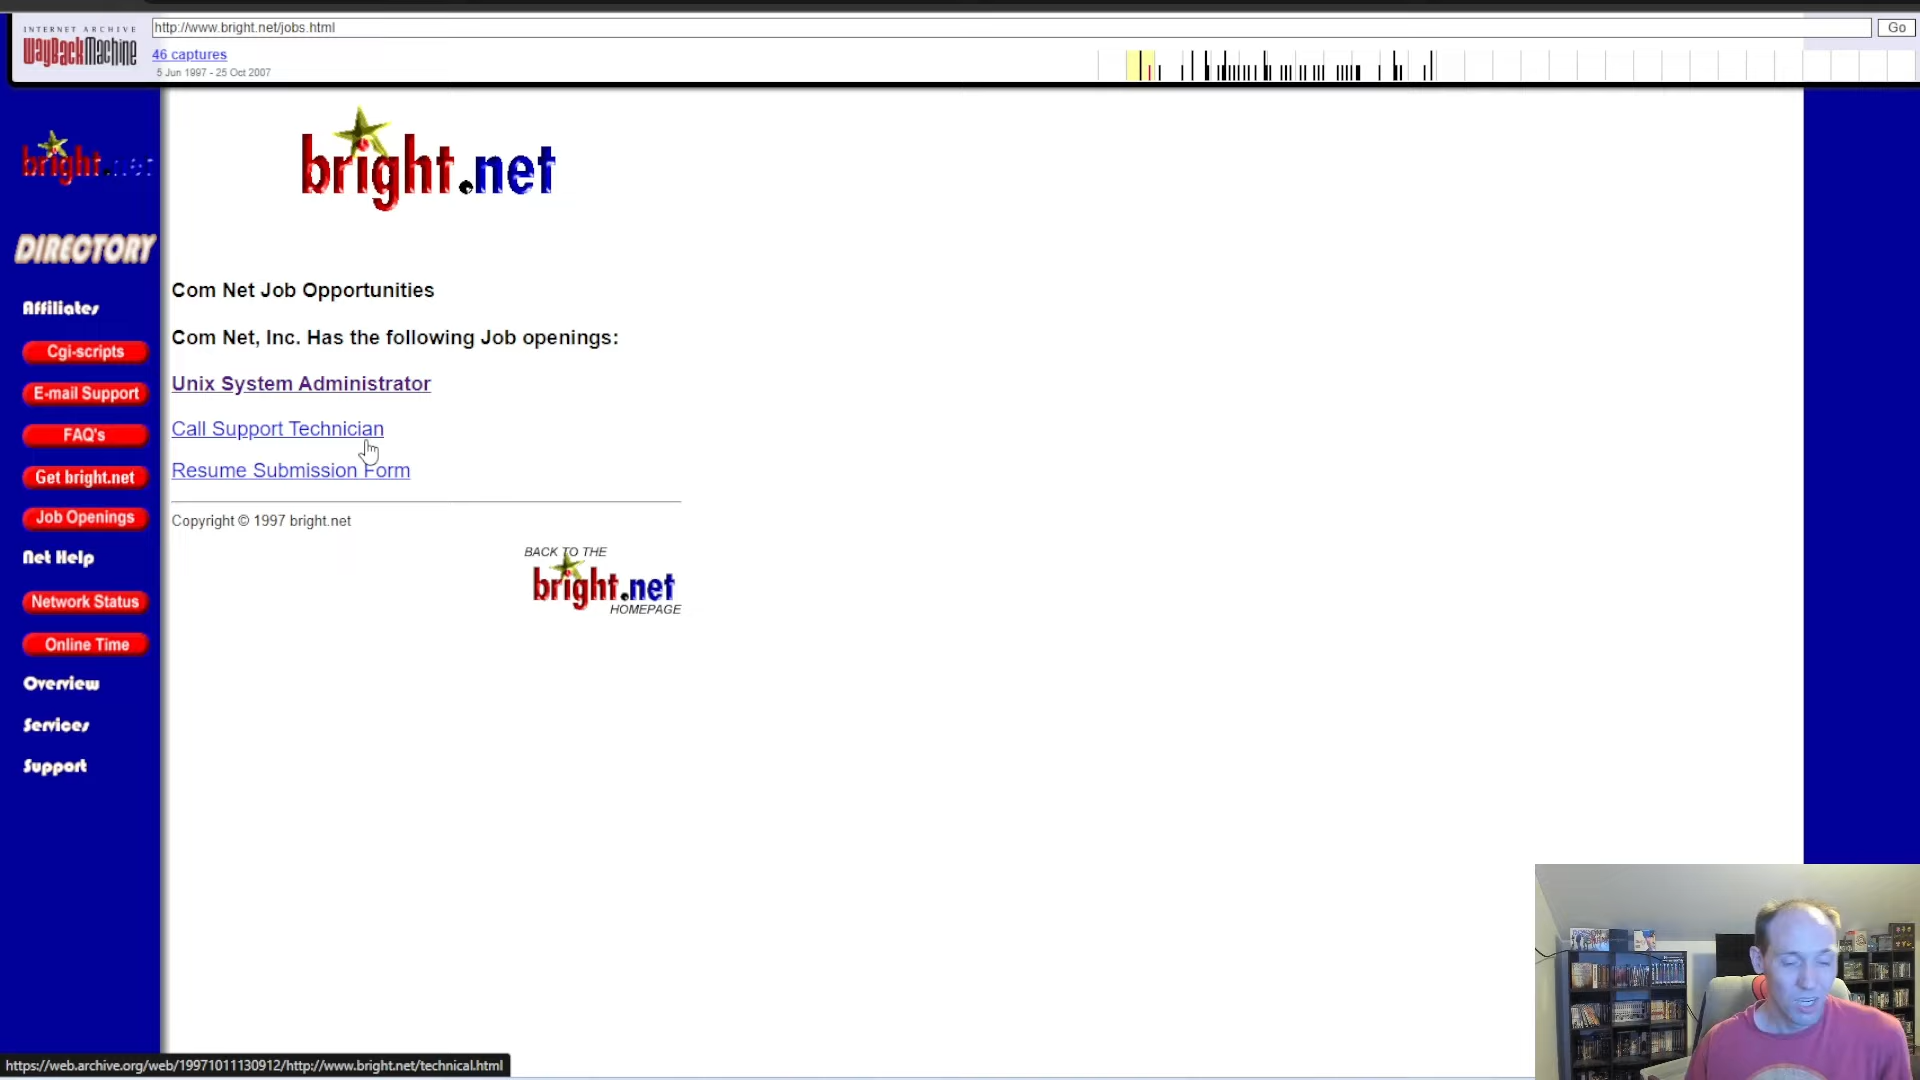 INTERNET ARCHIVE
WayBackMachine
http://www.bright.net/jobs.html
Go
46 captures
5 Jun 1997 - 25 Oct 2007
bright.net
DIRECTORY
Affiliates
Cgi-scripts
E-mail Support
FAQ's
Get bright.net
Job Openings
Net Help
Network Status
Online Time
Overview
Services
Support
bright.net
Com Net Job Opportunities
Com Net, Inc. Has the following Job openings:
Unix System Administrator
Call Support Technician
Resume Submission Form
Copyright © 1997 bright.net
BACK TO THE
bright.net
HOMEPAGE
https://web.archive.org/web/19971011130912/http://www.bright.net/technical.html